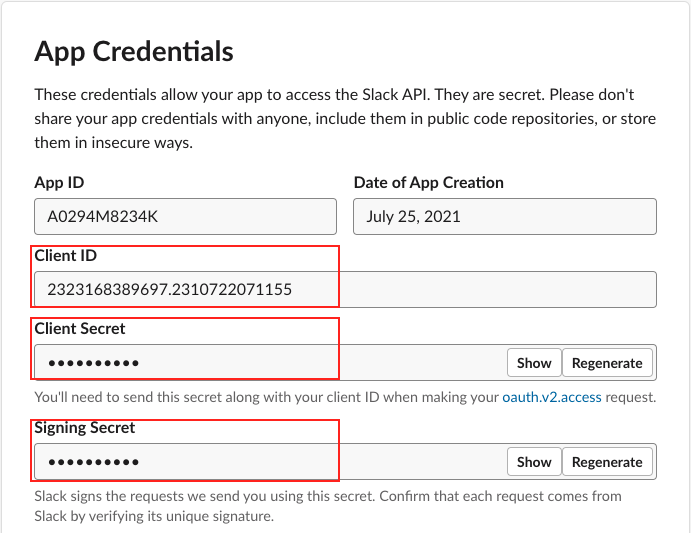 App Credentials
These credentials allow your app to access the Slack API. They are secret. Please don't
share your app credentials with anyone, include them in public code repositories, or store
them in insecure ways.
App ID
Date of App Creation
A0294M8234K
July 25, 2021
Client ID
2323168389697.2310722071155
Client Secret
••••••••••
Show
Regenerate
You'll need to send this secret along with your client ID when making your oauth.v2.access request.
Signing Secret
••••••••••
Show
Regenerate
Slack signs the requests we send you using this secret. Confirm that each request comes from
Slack by verifying its unique signature.